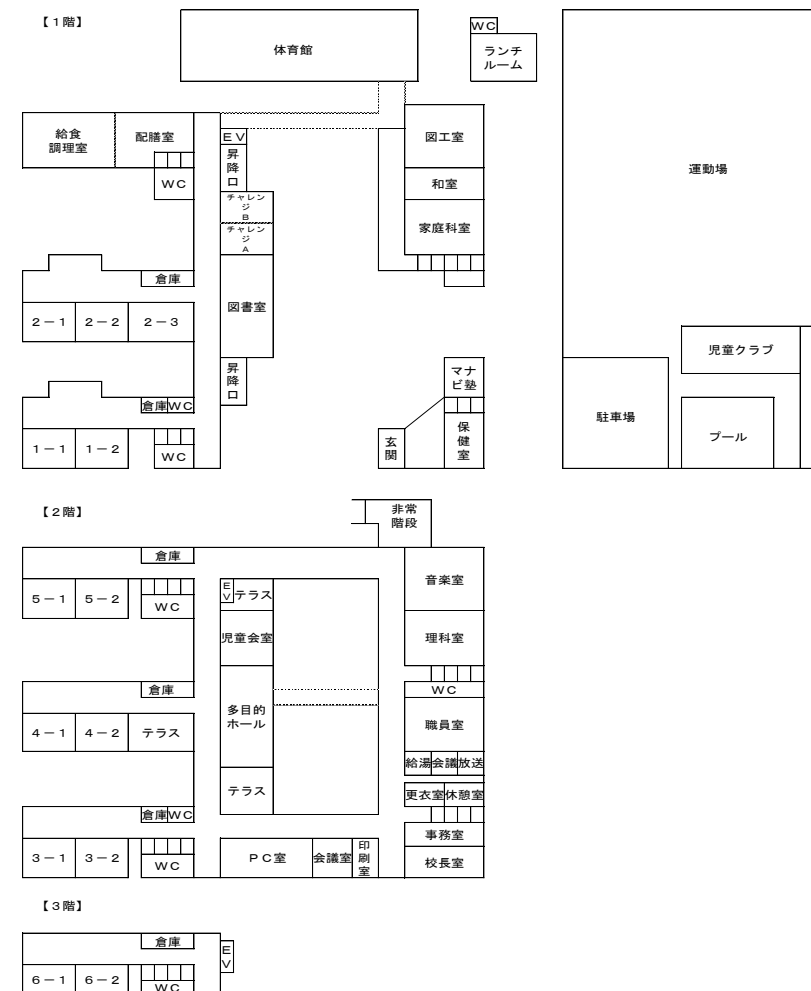 【1階】
体育館
WC
ランチ
ルーム
運動場
給食
調理室
配膳室
WC
EV
昇
降
口
チャレン
ジ
B
チャレン
ジ
A
図書室
昇
降
口
図工室
和室
家庭科室
倉庫
2-1
2-2
2-3
倉庫
WC
1-1
1-2
WC
マナ
ビ塾
保
健
室
玄
関
駐車場
児童クラブ
プール
【2階】
非常
階段
倉庫
5-1
5-2
WC
E
V
テラス
児童会室
多目的
ホール
テラス
音楽室
理科室
WC
職員室
給湯
会議
放送
更衣室
休憩室
事務室
校長室
倉庫
4-1
4-2
テラス
倉庫
WC
3-1
3-2
WC
PC室
会議室
印
刷
室
【3階】
倉庫
E
V
6-1
6-2
WC